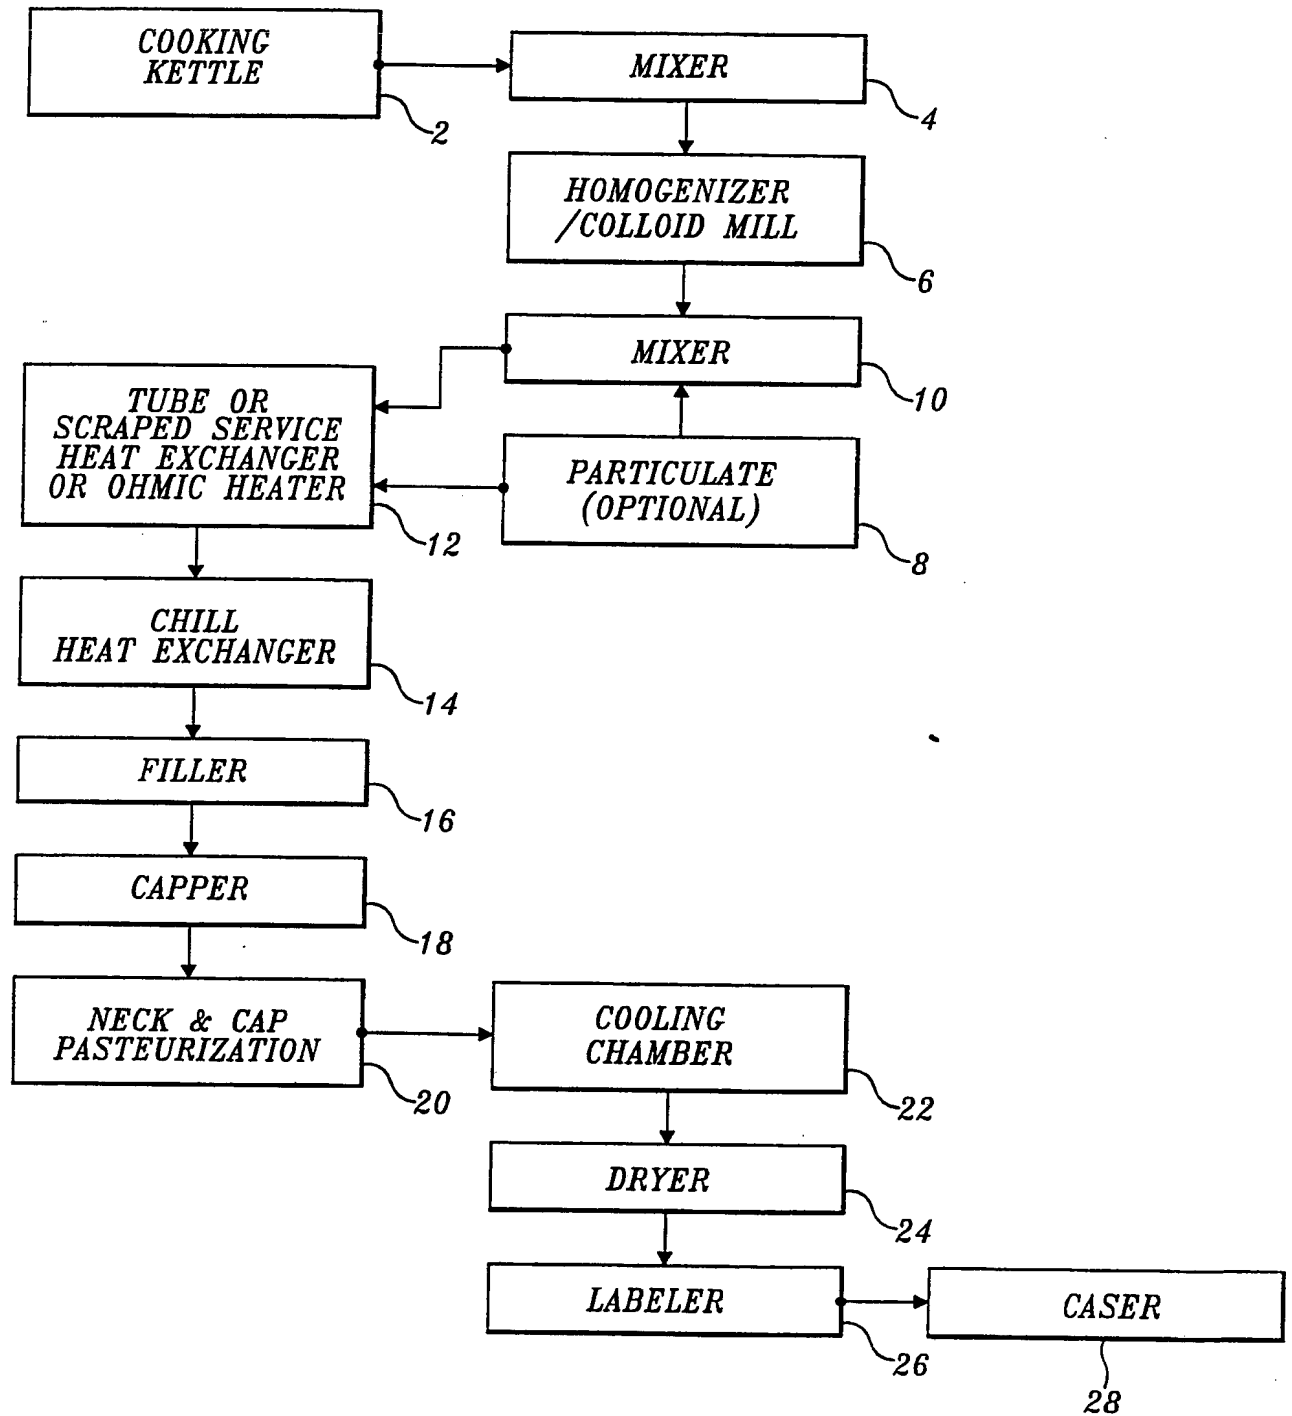 COOKING
KETTLE
2
MIXER
4
HOMOGENIZER
/COLLOID MILL
6
MIXER
10
PARTICULATE
(OPTIONAL)
8
TUBE OR
SCRAPED SERVICE
HEAT EXCHANGER
OR OHMIC HEATER
12
CHILL
HEAT EXCHANGER
14
FILLER
16
CAPPER
18
NECK & CAP
PASTEURIZATION
20
COOLING
CHAMBER
22
DRYER
24
LABELER
26
CASER
28